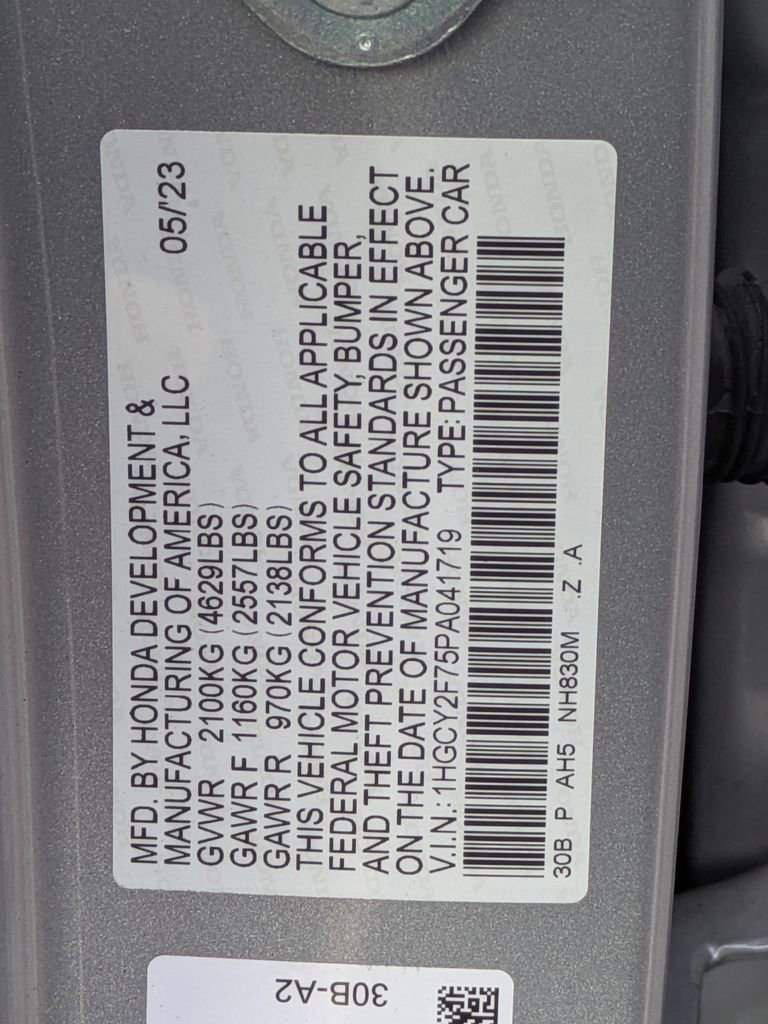 MFD. BY HONDA DEVELOPMENT &
MANUFACTURING OF AMERICA, LLC 05/'23
GVWR 2100KG (4629LBS)
GAWR F 1160KG (2557LBS)
GAWR R 970KG (2138LBS)
THIS VEHICLE CONFORMS TO ALL APPLICABLE
FEDERAL MOTOR VEHICLE SAFETY, BUMPER,
AND THEFT PREVENTION STANDARDS IN EFFECT
ON THE DATE OF MANUFACTURE SHOWN ABOVE.
V.I.N.: 1HGCY2F75PA041719 TYPE: PASSENGER CAR
30B P AH5 NH830M .Z .A
30B-A2